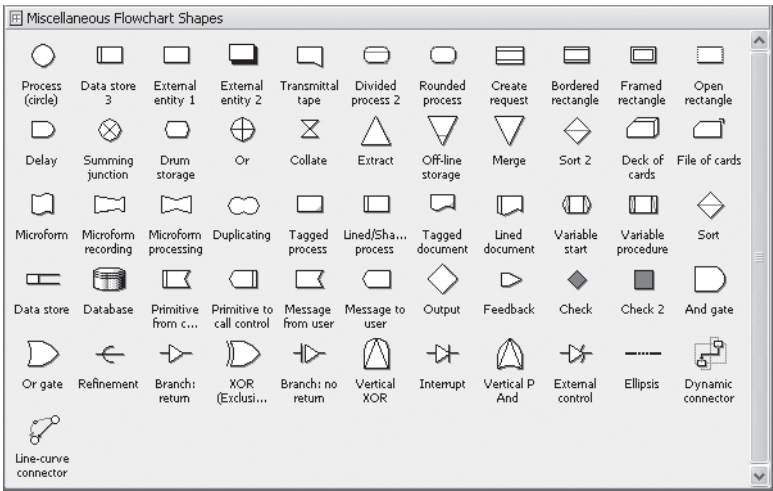 Miscellaneous Flowchart Shapes
Process Data store External External Transmittal Divided Rounded Create Bordered Framed Open
(circle) 3 entity 1 entity 2 tape process 2 process request rectangle rectangle rectangle
Delay Summing Drum Or Collate Extract Off-line Merge Sort 2 Deck of File of cards
junction storage storage cards
Microform Microform Microform Duplicating Tagged Lined/Sha... Tagged Lined Variable Variable Sort
recording processing process process document document start procedure
Data store Database Primitive Primitive to Message Message to Output Feedback Check Check 2 And gate
from c... call control from user user
Or gate Refinement Branch: XOR Branch: no Vertical Interrupt Vertical P External Ellipsis Dynamic
return (Exclusi... return XOR And control connector
Line-curve
connector